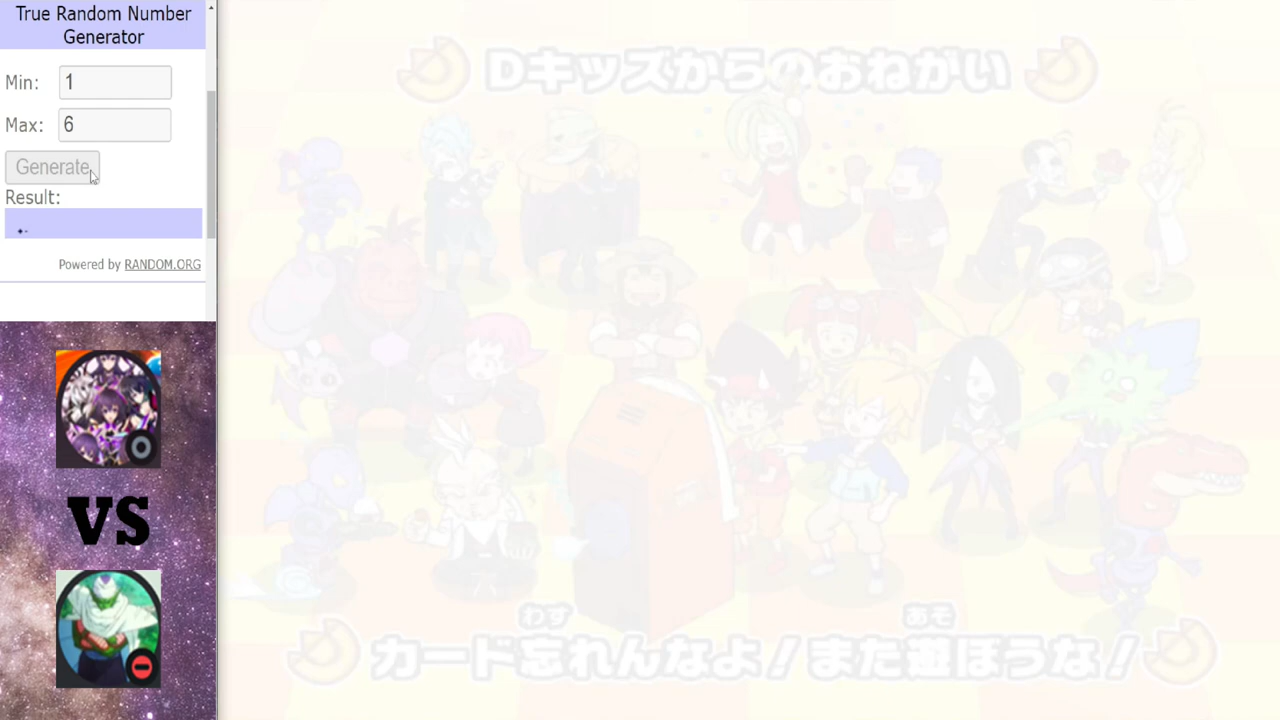 True Random Number
Generator
Min: 1
Max: 6
Generate
Result:
Powered by RANDOM.ORG
VS
Dキッズからのおねがい
わす あそ
カード忘れんなよ！また遊ぼうな！